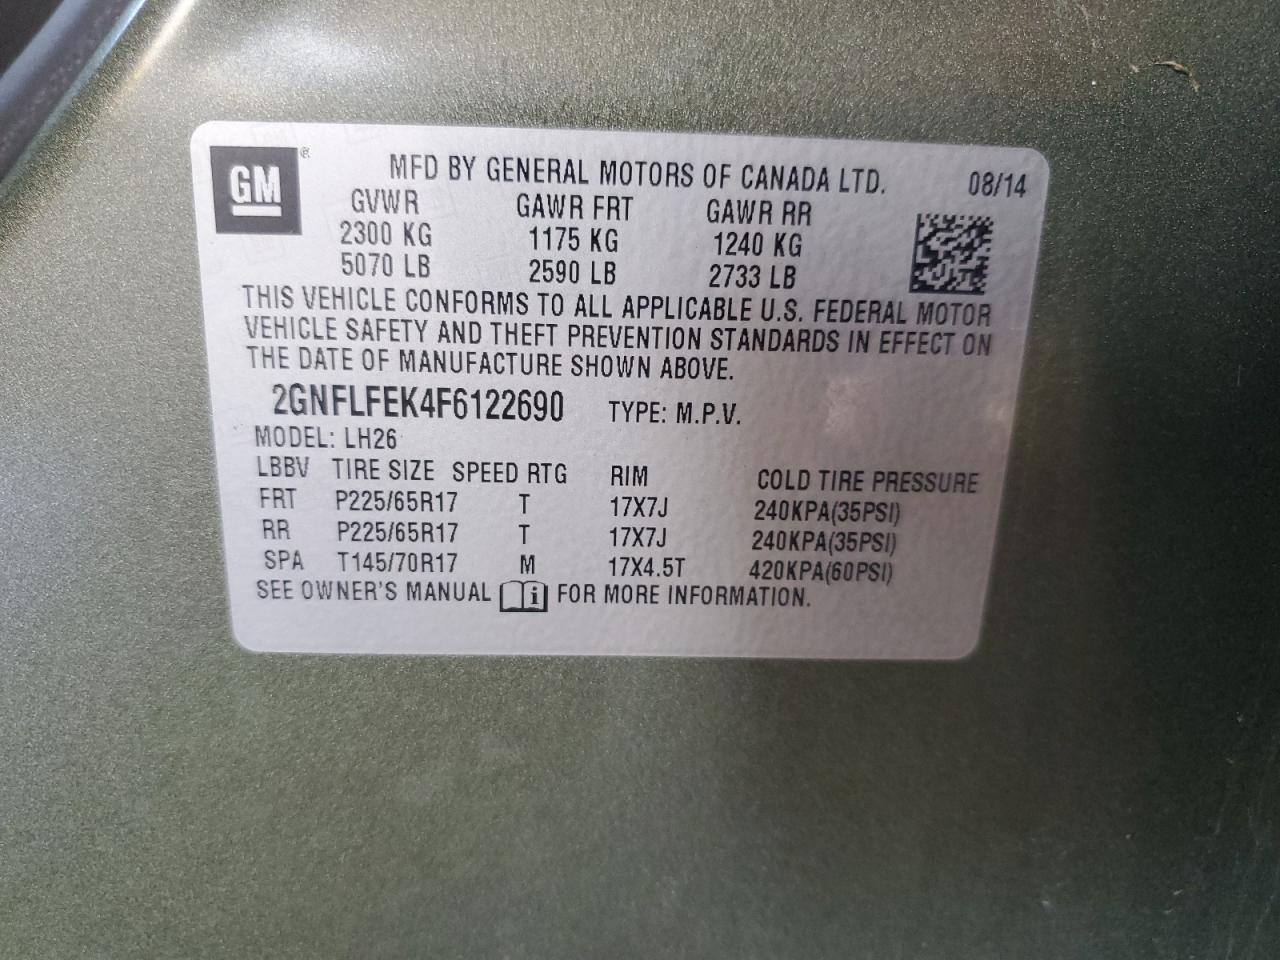 GM ®
MFD BY GENERAL MOTORS OF CANADA LTD. 08/14
GVWR GAWR FRT GAWR RR
2300 KG 1175 KG 1240 KG
5070 LB 2590 LB 2733 LB
THIS VEHICLE CONFORMS TO ALL APPLICABLE U.S. FEDERAL MOTOR
VEHICLE SAFETY AND THEFT PREVENTION STANDARDS IN EFFECT ON
THE DATE OF MANUFACTURE SHOWN ABOVE.
2GNFLFEK4F6122690 TYPE: M.P.V.
MODEL: LH26
LBBV TIRE SIZE SPEED RTG RIM COLD TIRE PRESSURE
FRT P225/65R17 T 17X7J 240KPA(35PSI)
RR P225/65R17 T 17X7J 240KPA(35PSI)
SPA T145/70R17 M 17X4.5T 420KPA(60PSI)
SEE OWNER'S MANUAL i FOR MORE INFORMATION.